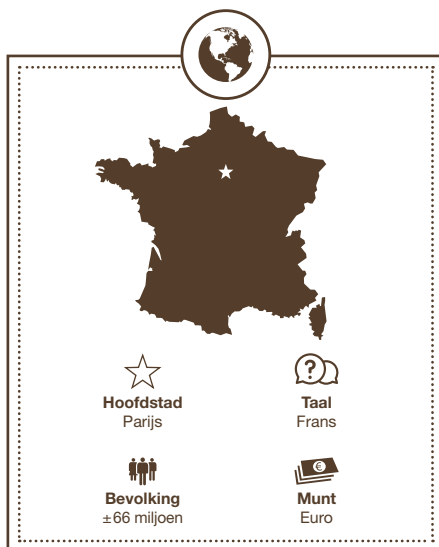 Hoofdstad
Parijs
Taal
Frans
Bevolking
±66 miljoen
Munt
Euro